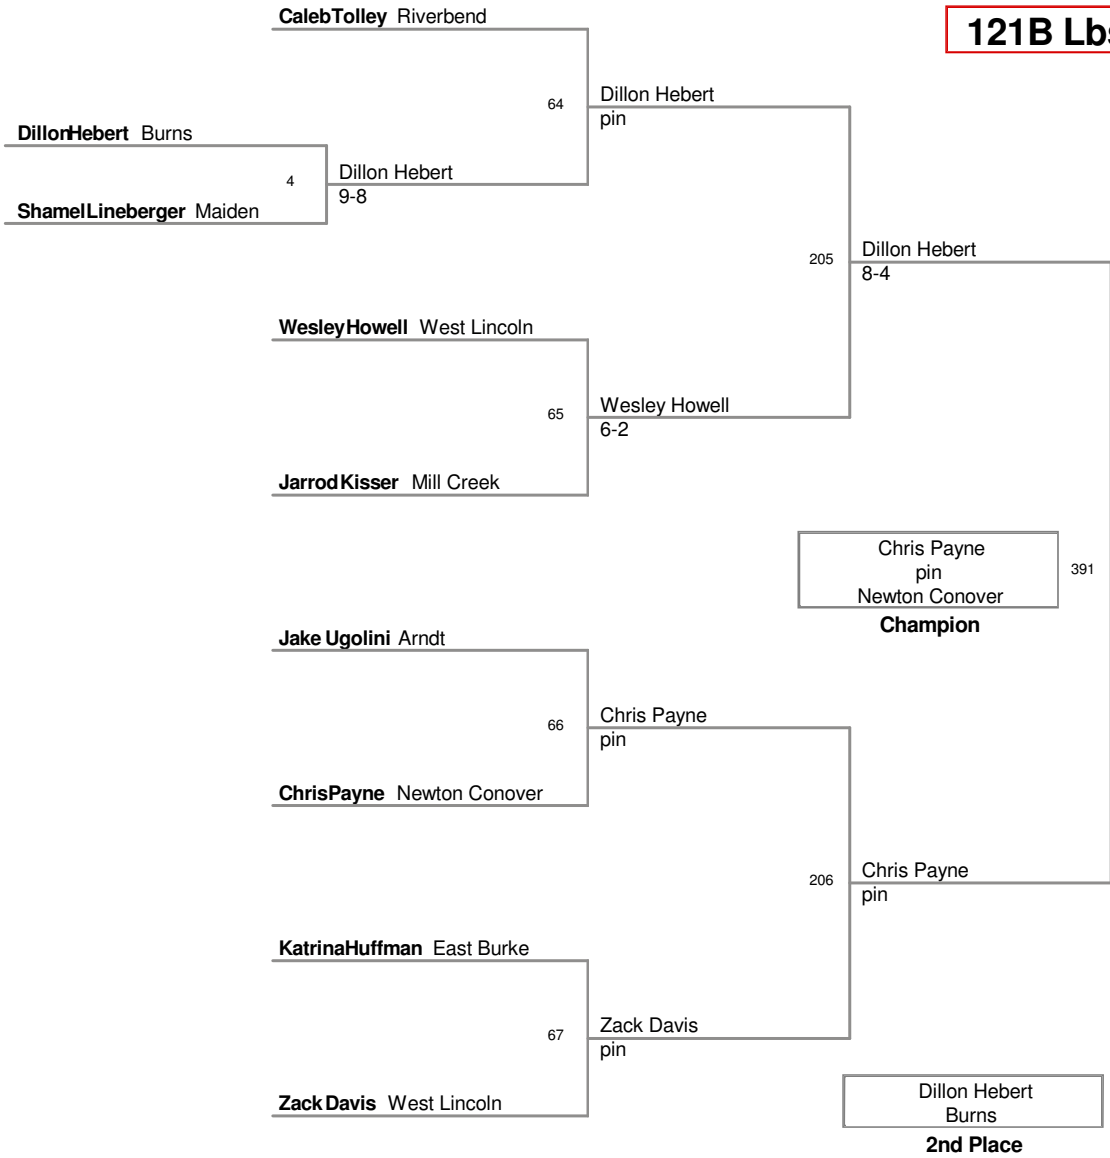 CalebTolley Riverbend
121B Lbs
64
Dillon Hebert
pin
DillonHebert Burns
4
Dillon Hebert
9-8
ShamelLineberger Maiden
205
Dillon Hebert
8-4
WesleyHowell West Lincoln
65
Wesley Howell
6-2
JarrodKisser Mill Creek
Chris Payne
pin
Newton Conover
391
Champion
Jake Ugolini Arndt
66
Chris Payne
pin
ChrisPayne Newton Conover
206
Chris Payne
pin
KatrinaHuffman East Burke
67
Zack Davis
pin
Zack Davis West Lincoln
Dillon Hebert
Burns
2nd Place